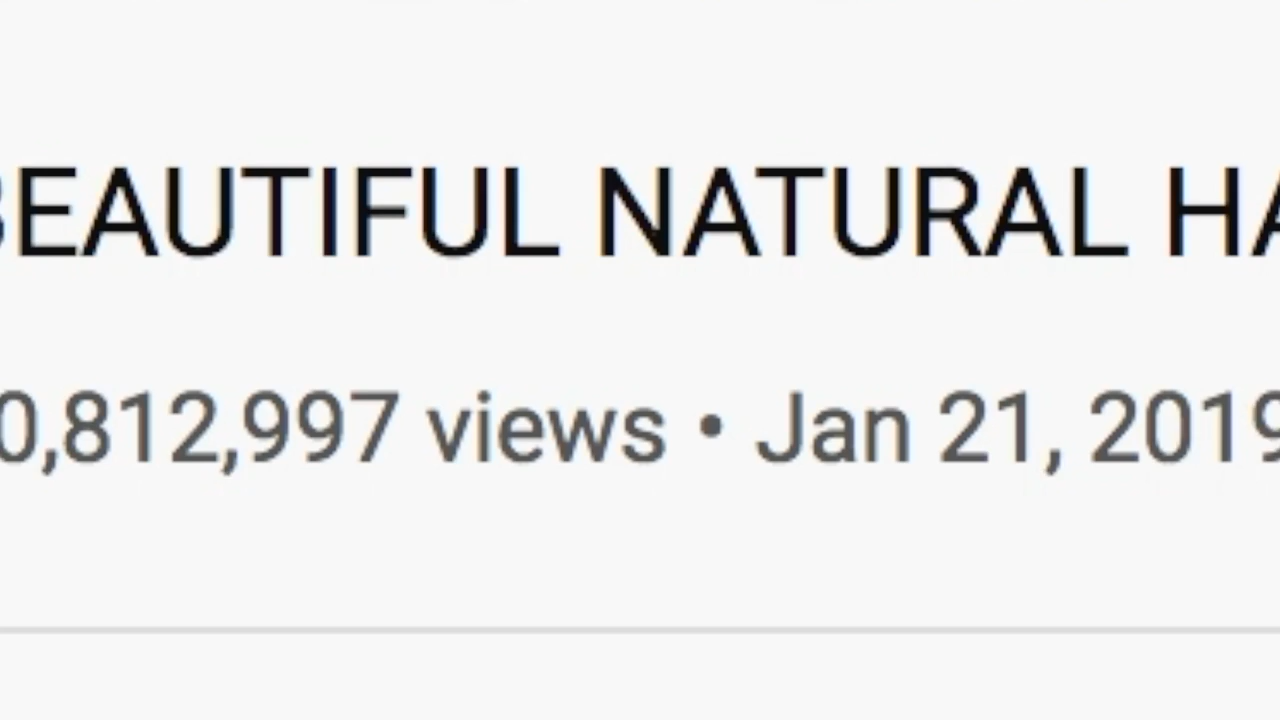 BEAUTIFUL NATURAL HA
0,812,997 views • Jan 21, 2019